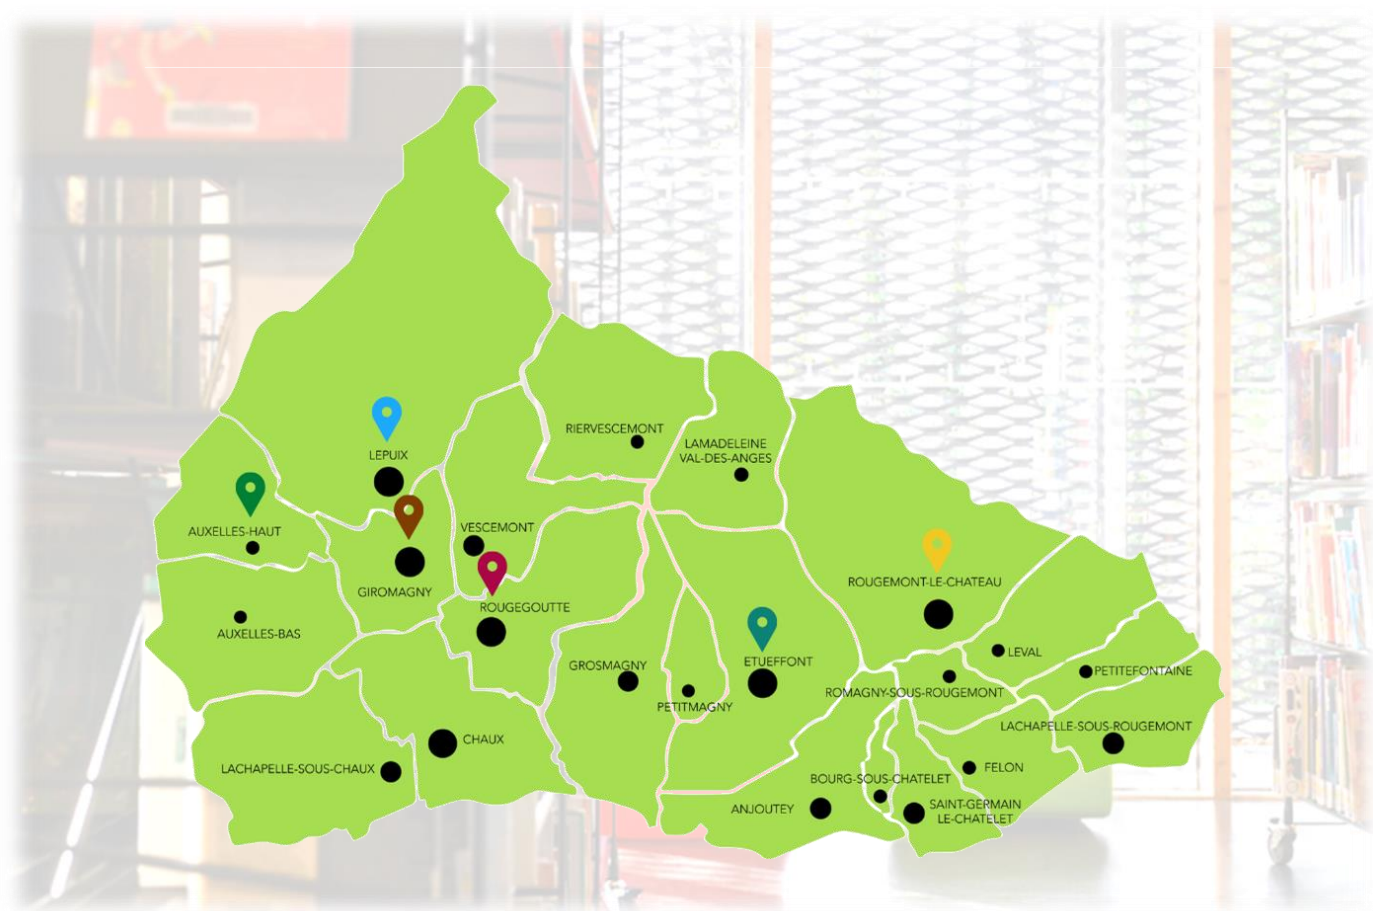 RIERVESCEMONT
LAMADELEINE
VAL-DES-ANGES
LEPUIX
AUXELLES-HAUT
VESCEMONT
ROUGEMONT-LE-CHATEAU
GIROMAGNY
ROUGEGOUTTE
AUXELLES-BAS
LEVAL
GROSMAGNY
ETUEFFONT
PETITEFONTAINE
ROMAGNY-SOUS-ROUGEMONT
PETITMAGNY
LACHAPELLE-SOUS-ROUGEMONT
CHAUX
LACHAPELLE-SOUS-CHAUX
FELON
BOURG-SOUS-CHATELET
ANJOUTEY
SAINT-GERMAIN
LE-CHATELET